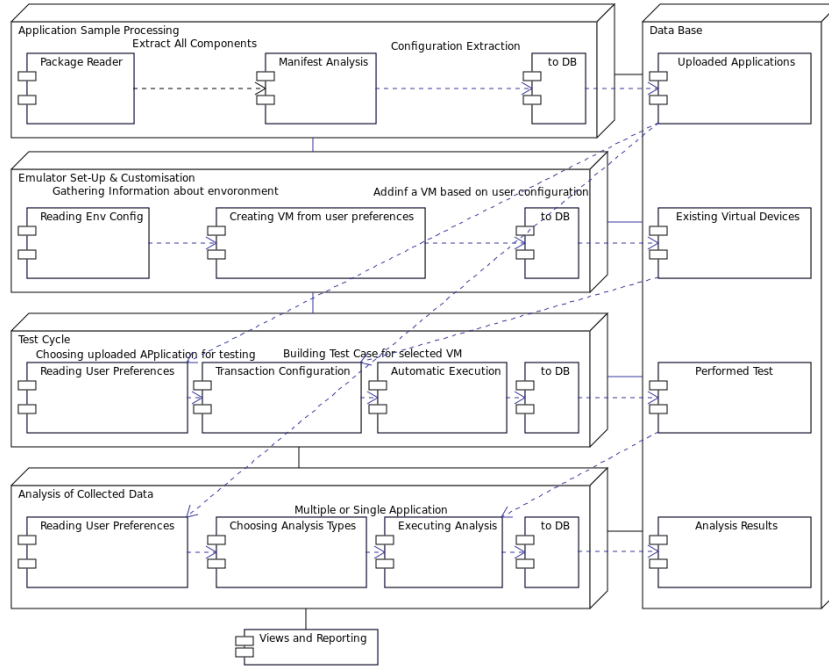 Application Sample Processing
Extract All Components
Configuration Extraction
Package Reader
Manifest Analysis
to DB
Data Base
Uploaded Applications
Emulator Set-Up & Customisation
Gathering Information about envoronment
Addinf a VM based on user configuration
Reading Env Config
Creating VM from user preferences
to DB
Existing Virtual Devices
Test Cycle
Choosing uploaded APplication for testing
Building Test Case for selected VM
Reading User Preferences
Transaction Configuration
Automatic Execution
to DB
Performed Test
Analysis of Collected Data
Multiple or Single Application
Reading User Preferences
Choosing Analysis Types
Executing Analysis
to DB
Analysis Results
Views and Reporting